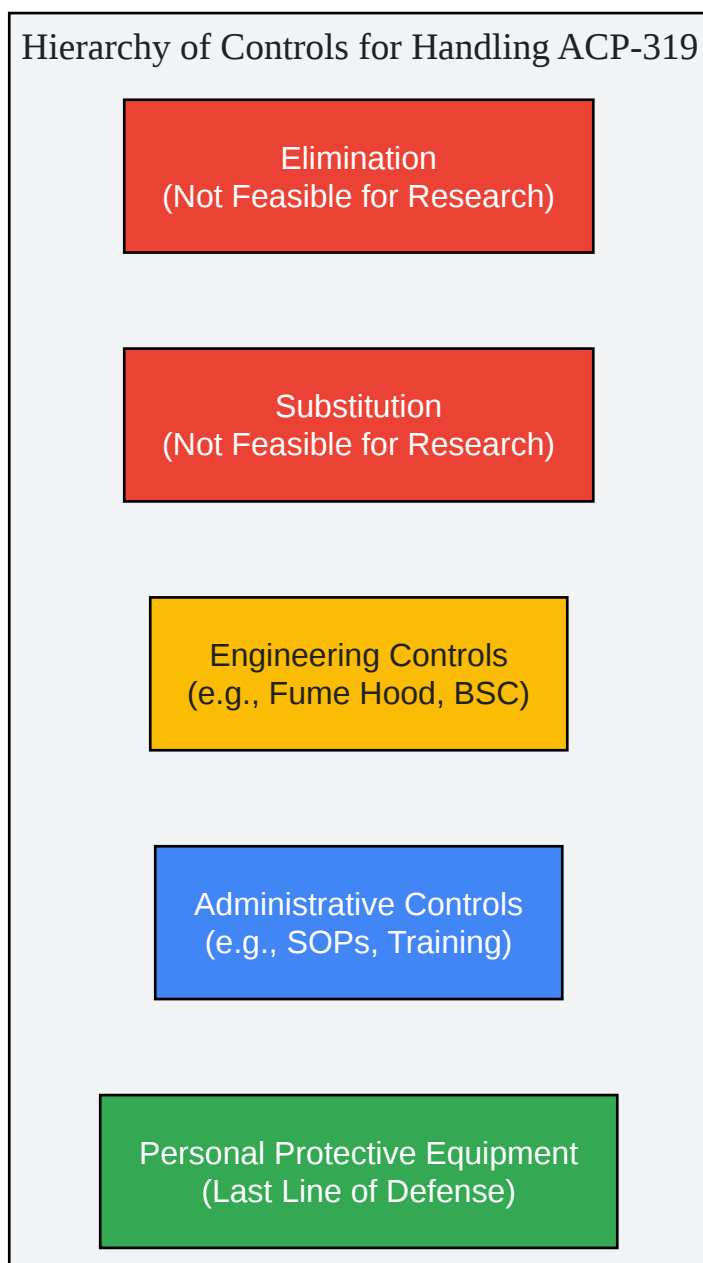 Hierarchy of Controls for Handling ACP-319
Elimination
(Not Feasible for Research)
Substitution
(Not Feasible for Research)
Engineering Controls
(e.g., Fume Hood, BSC)
Administrative Controls
(e.g., SOPs, Training)
Personal Protective Equipment
(Last Line of Defense)